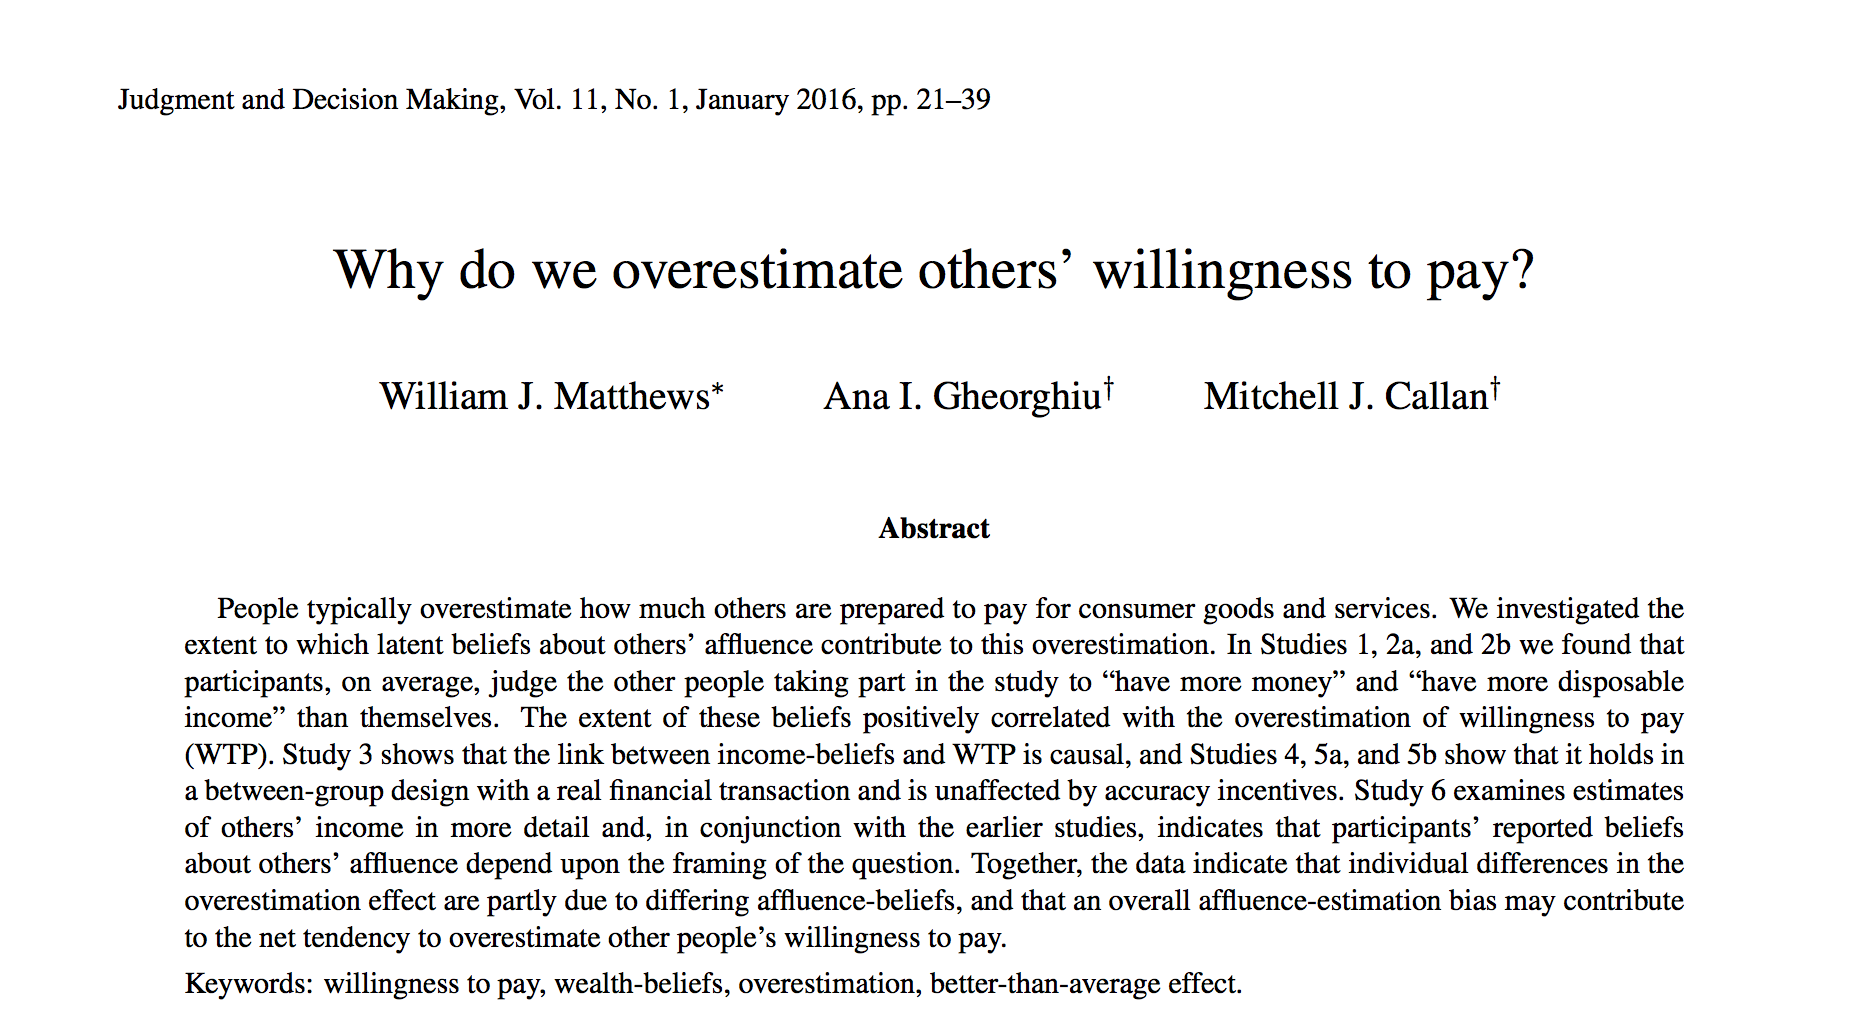 Judgment and Decision Making, Vol. 11, No. 1, January 2016, pp. 21–39
Why do we overestimate others’ willingness to pay?
William J. Matthews* Ana I. Gheorghiu† Mitchell J. Callan†
Abstract
People typically overestimate how much others are prepared to pay for consumer goods and services. We investigated the
extent to which latent beliefs about others’ affluence contribute to this overestimation. In Studies 1, 2a, and 2b we found that
participants, on average, judge the other people taking part in the study to “have more money” and “have more disposable
income” than themselves. The extent of these beliefs positively correlated with the overestimation of willingness to pay
(WTP). Study 3 shows that the link between income-beliefs and WTP is causal, and Studies 4, 5a, and 5b show that it holds in
a between-group design with a real financial transaction and is unaffected by accuracy incentives. Study 6 examines estimates
of others’ income in more detail and, in conjunction with the earlier studies, indicates that participants’ reported beliefs
about others’ affluence depend upon the framing of the question. Together, the data indicate that individual differences in the
overestimation effect are partly due to differing affluence-beliefs, and that an overall affluence-estimation bias may contribute
to the net tendency to overestimate other people’s willingness to pay.
Keywords: willingness to pay, wealth-beliefs, overestimation, better-than-average effect.